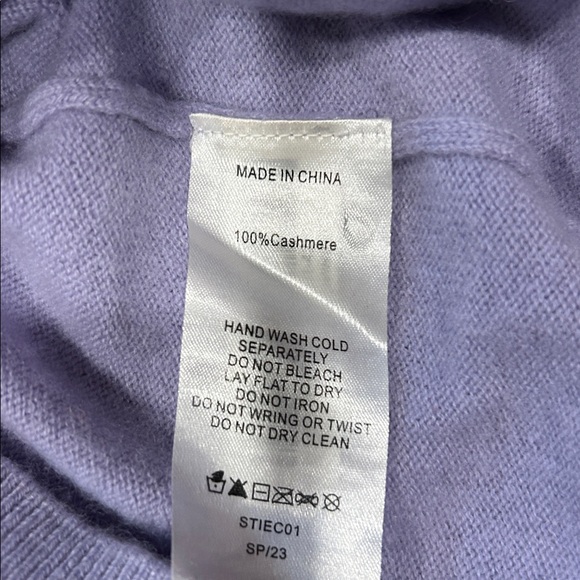 MADE IN CHINA
100%Cashmere
HAND WASH COLD
SEPARATELY
DO NOT BLEACH
LAY FLAT TO DRY
DO NOT IRON
DO NOT WRING OR TWIST
DO NOT DRY CLEAN
STIEC01
SP/23